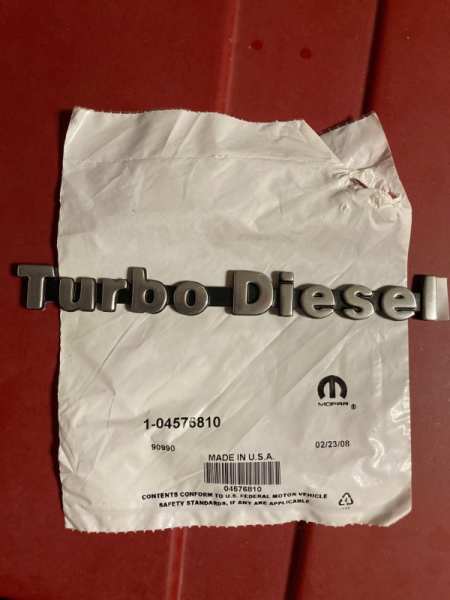 Turbo Diesel
MOPAR ®
1-04576810
90990
02/23/08
MADE IN U.S.A.
04576810
CONTENTS CONFORM TO U.S. FEDERAL MOTOR VEHICLE
SAFETY STANDARDS, IF ANY ARE APPLICABLE